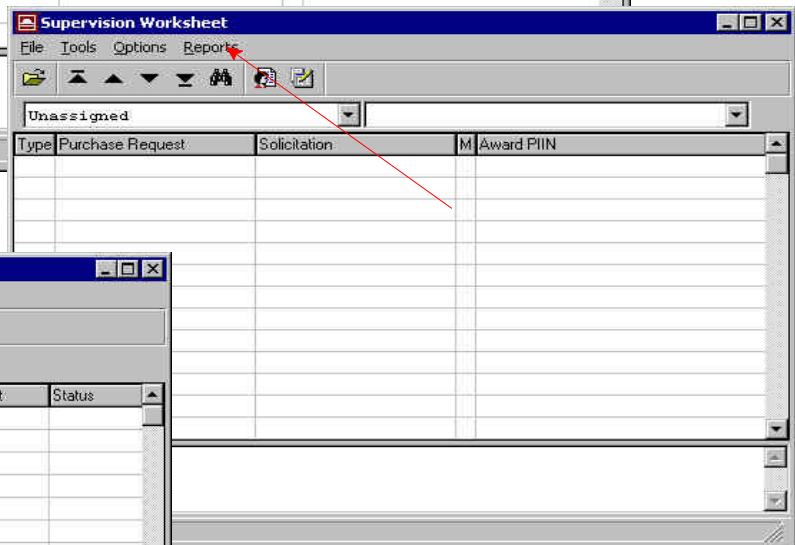 Supervision Worksheet
File Tools Options Reports
Unassigned
Type Purchase Request Solicitation M Award PIIN
Status